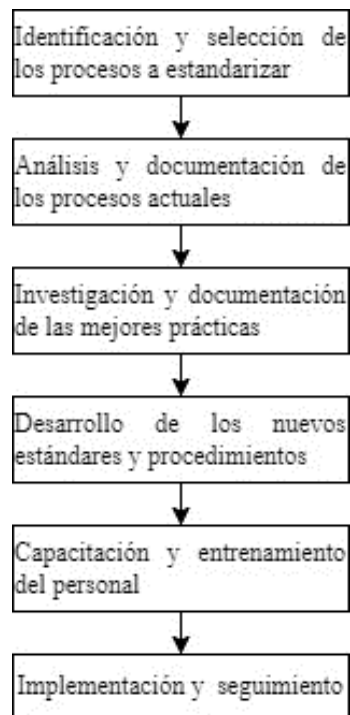 Identificación y selección de
los procesos a estandarizar
Análisis y documentación de
los procesos actuales
Investigación y documentación
de las mejores prácticas
Desarrollo de los nuevos
estándares y procedimientos
Capacitación y entrenamiento
del personal
Implementación y seguimiento